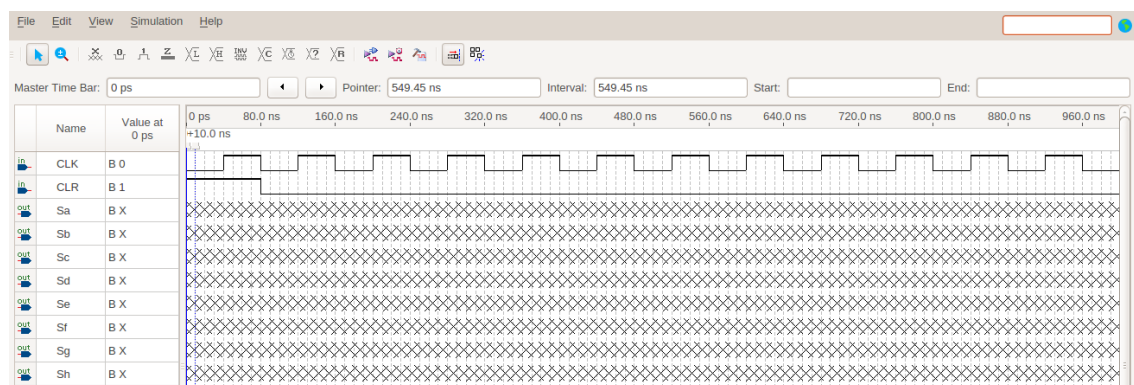 File Edit View Simulation Help
0 1 Z L H INV C 2 R
Master Time Bar: 0 ps Pointer: 549.45 ns Interval: 549.45 ns Start: End:
Name Value at 0 ps 0 ps 80.0 ns 160.0 ns 240.0 ns 320.0 ns 400.0 ns 480.0 ns 560.0 ns 640.0 ns 720.0 ns 800.0 ns 880.0 ns 960.0 ns
+10.0 ns
in CLK B 0
in CLR B 1
out Sa B X
out Sb B X
out Sc B X
out Sd B X
out Se B X
out Sf B X
out Sg B X
out Sh B X